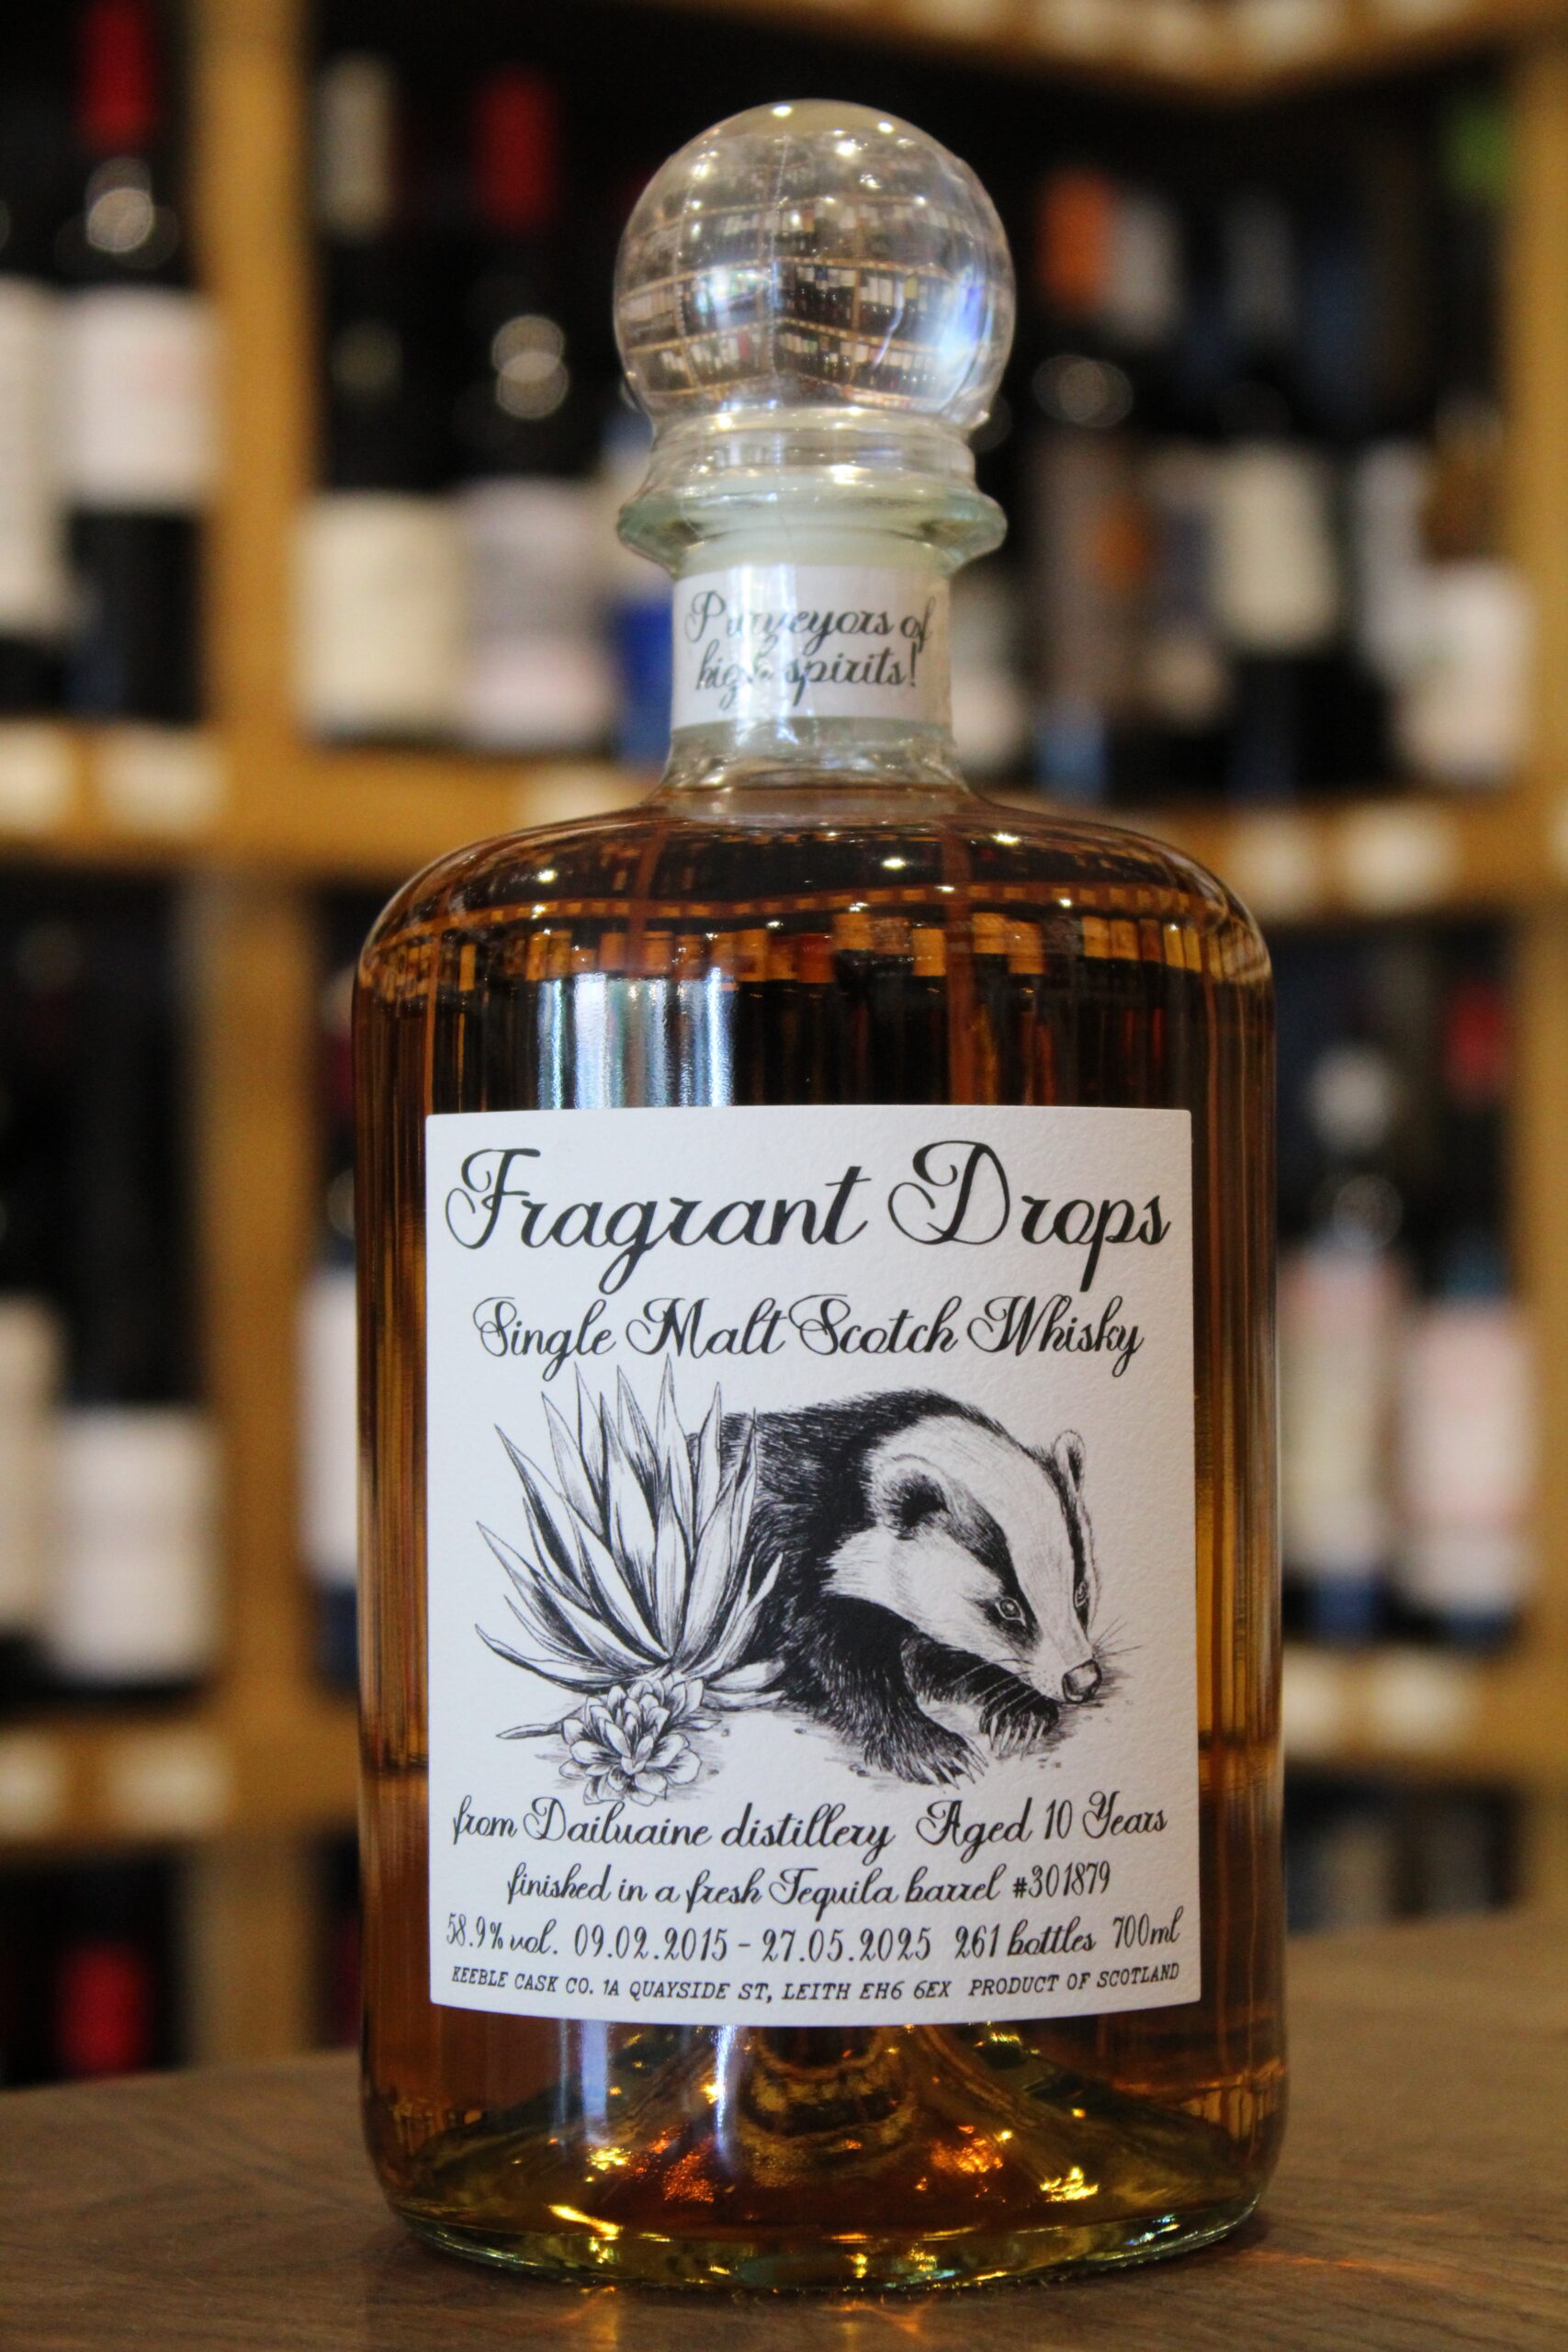 Purveyors of
high spirits!
Fragrant Drops
Single Malt Scotch Whisky
from Dailuaine distillery Aged 10 Years
finished in a fresh Tequila barrel #301879
58.9% vol. 09.02.2015 - 27.05.2025 261 bottles 700ml
KEEBLE CASK CO. 1A QUAYSIDE ST, LEITH EH6 6EX PRODUCT OF SCOTLAND